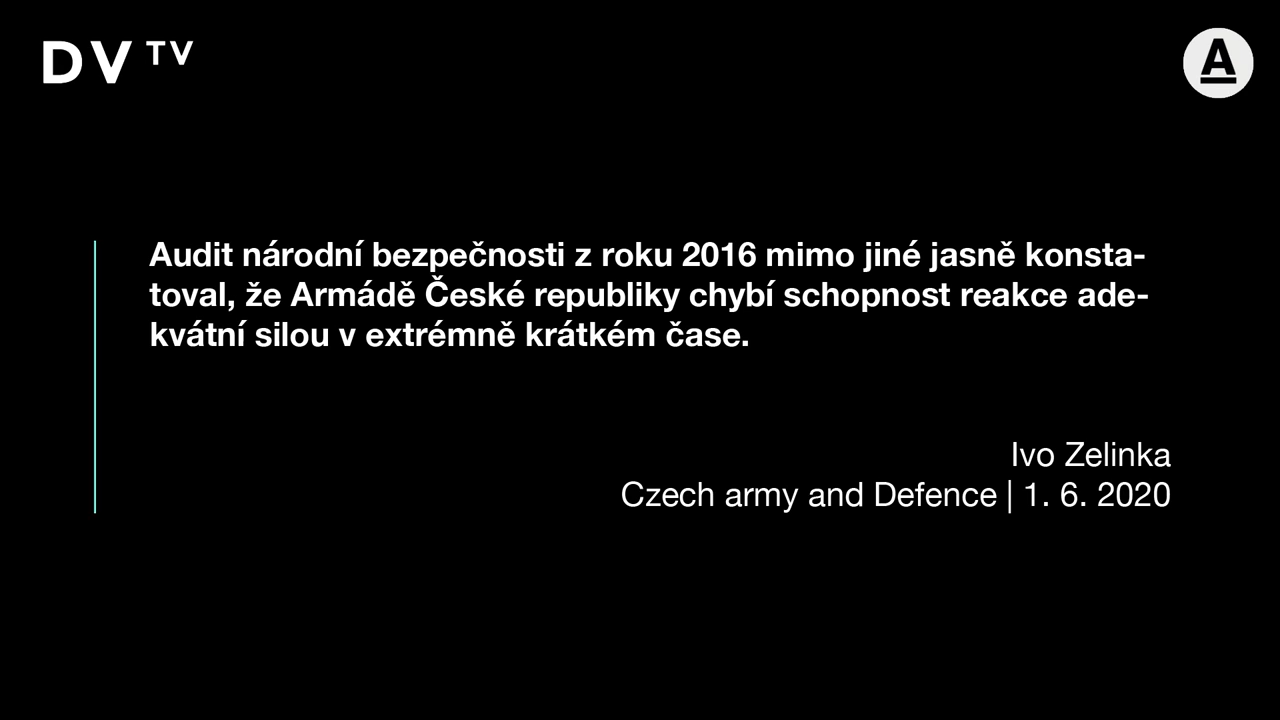 DV TV
A
Audit národní bezpečnosti z roku 2016 mimo jiné jasně konsta-
toval, že Armádě České republiky chybí schopnost reakce ade-
kvátní silou v extrémně krátkém čase.
Ivo Zelinka
Czech army and Defence | 1. 6. 2020